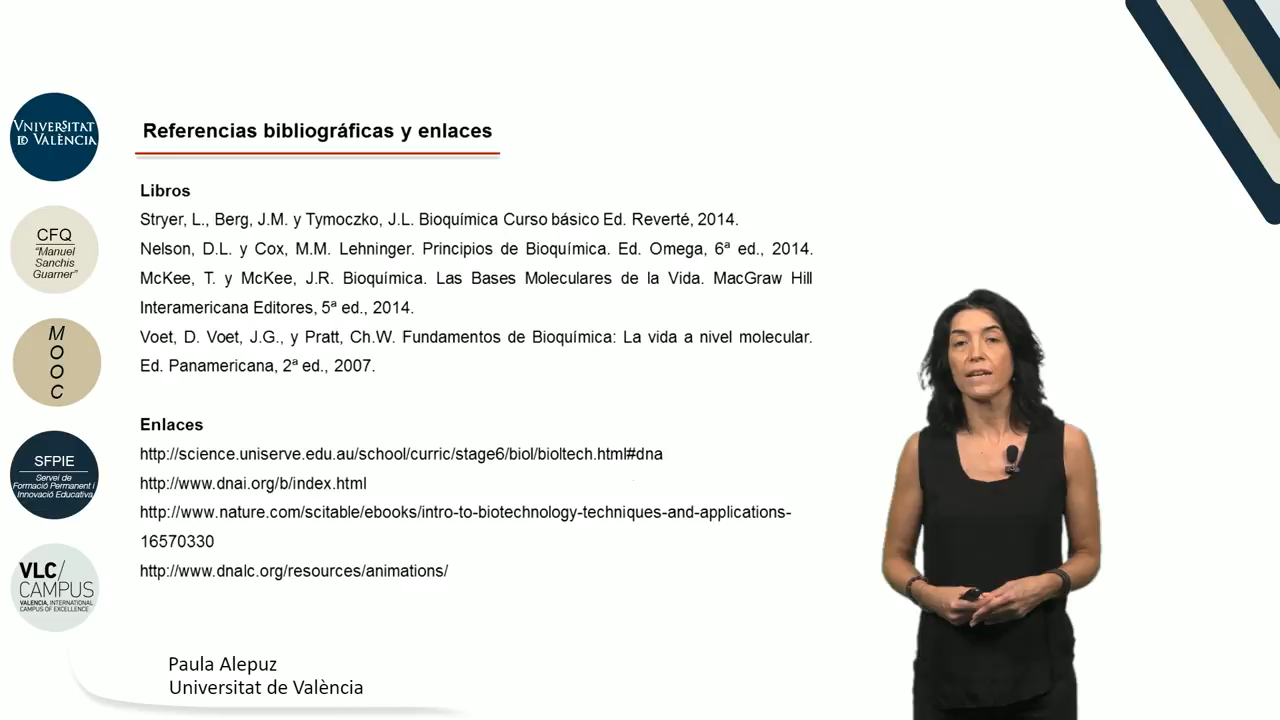 VNIVERSITAT
ID VALÈNCIA
CFQ
"Manuel
Sanchis
Guarner"
M
O
O
C
SFPIE
Servei de
Formació Permanent i
Innovació Educativa
VLC/
CAMPUS
VALENCIA, INTERNATIONAL
CAMPUS OF EXCELLENCE
Referencias bibliográficas y enlaces
Libros
Stryer, L., Berg, J.M. y Tymoczko, J.L. Bioquímica Curso básico Ed. Reverté, 2014.
Nelson, D.L. y Cox, M.M. Lehninger. Principios de Bioquímica. Ed. Omega, 6ª ed., 2014.
McKee, T. y McKee, J.R. Bioquímica. Las Bases Moleculares de la Vida. MacGraw Hill
Interamericana Editores, 5ª ed., 2014.
Voet, D. Voet, J.G., y Pratt, Ch.W. Fundamentos de Bioquímica: La vida a nivel molecular.
Ed. Panamericana, 2ª ed., 2007.
Enlaces
http://science.uniserve.edu.au/school/curric/stage6/biol/bioltech.html#dna
http://www.dnai.org/b/index.html
http://www.nature.com/scitable/ebooks/intro-to-biotechnology-techniques-and-applications-
16570330
http://www.dnalc.org/resources/animations/
Paula Alepuz
Universitat de València